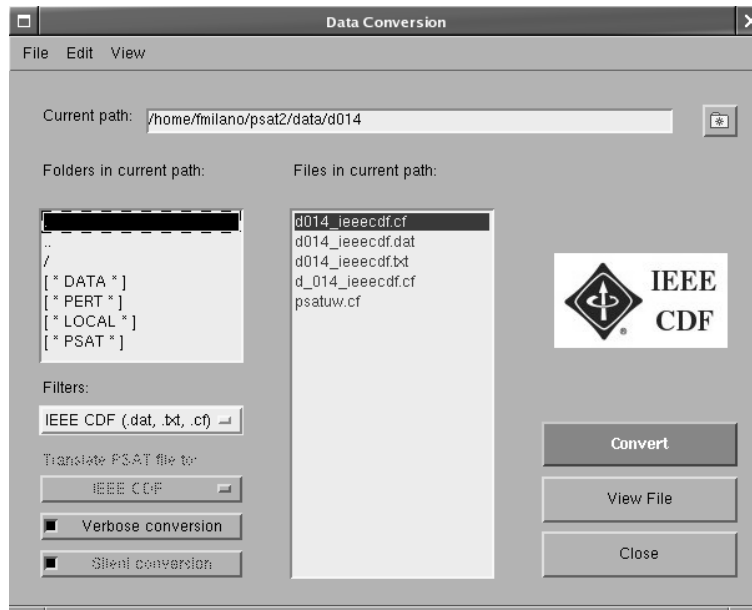 Data Conversion
File Edit View
Current path: /home/fmilano/psat2/data/d014
Folders in current path:
.
..
/
[ * DATA * ]
[ * PERT * ]
[ * LOCAL * ]
[ * PSAT * ]
Filters:
IEEE CDF (.dat, .txt, .cf)
Translate PSAT file to:
IEEE CDF
Verbose conversion
Silent conversion
Files in current path:
d014_ieeecdf.cf
d014_ieeecdf.dat
d014_ieeecdf.txt
d_014_ieeecdf.cf
psatuw.cf
IEEE
CDF
®
Convert
View File
Close